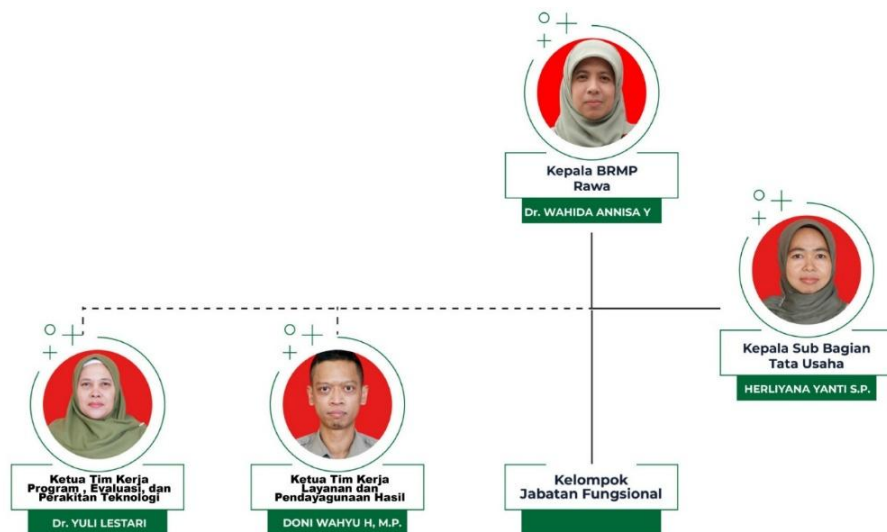 Kepala BRMP
Rawa
Dr. WAHIDA ANNISA Y
Kepala Sub Bagian
Tata Usaha
HERLIYANA YANTI S.P.
Ketua Tim Kerja
Program , Evaluasi, dan
Perakitan Teknologi
Dr. YULI LESTARI
Ketua Tim Kerja
Layanan dan
Pendayagunaan Hasil
DONI WAHYU H, M.P.
Kelompok
Jabatan Fungsional